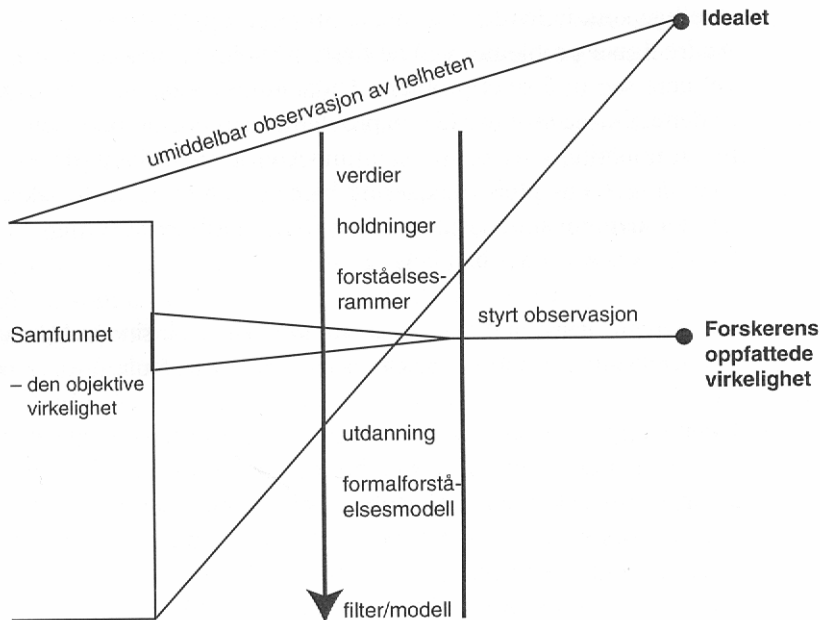 Idealet
umiddelbar observasjon av helheten
verdier
holdninger
forståelses-
rammer
styrt observasjon
Forskerens
oppfattede
virkelighet
Samfunnet
– den objektive
virkelighet
utdanning
formalforstå-
elsesmodell
filter/modell